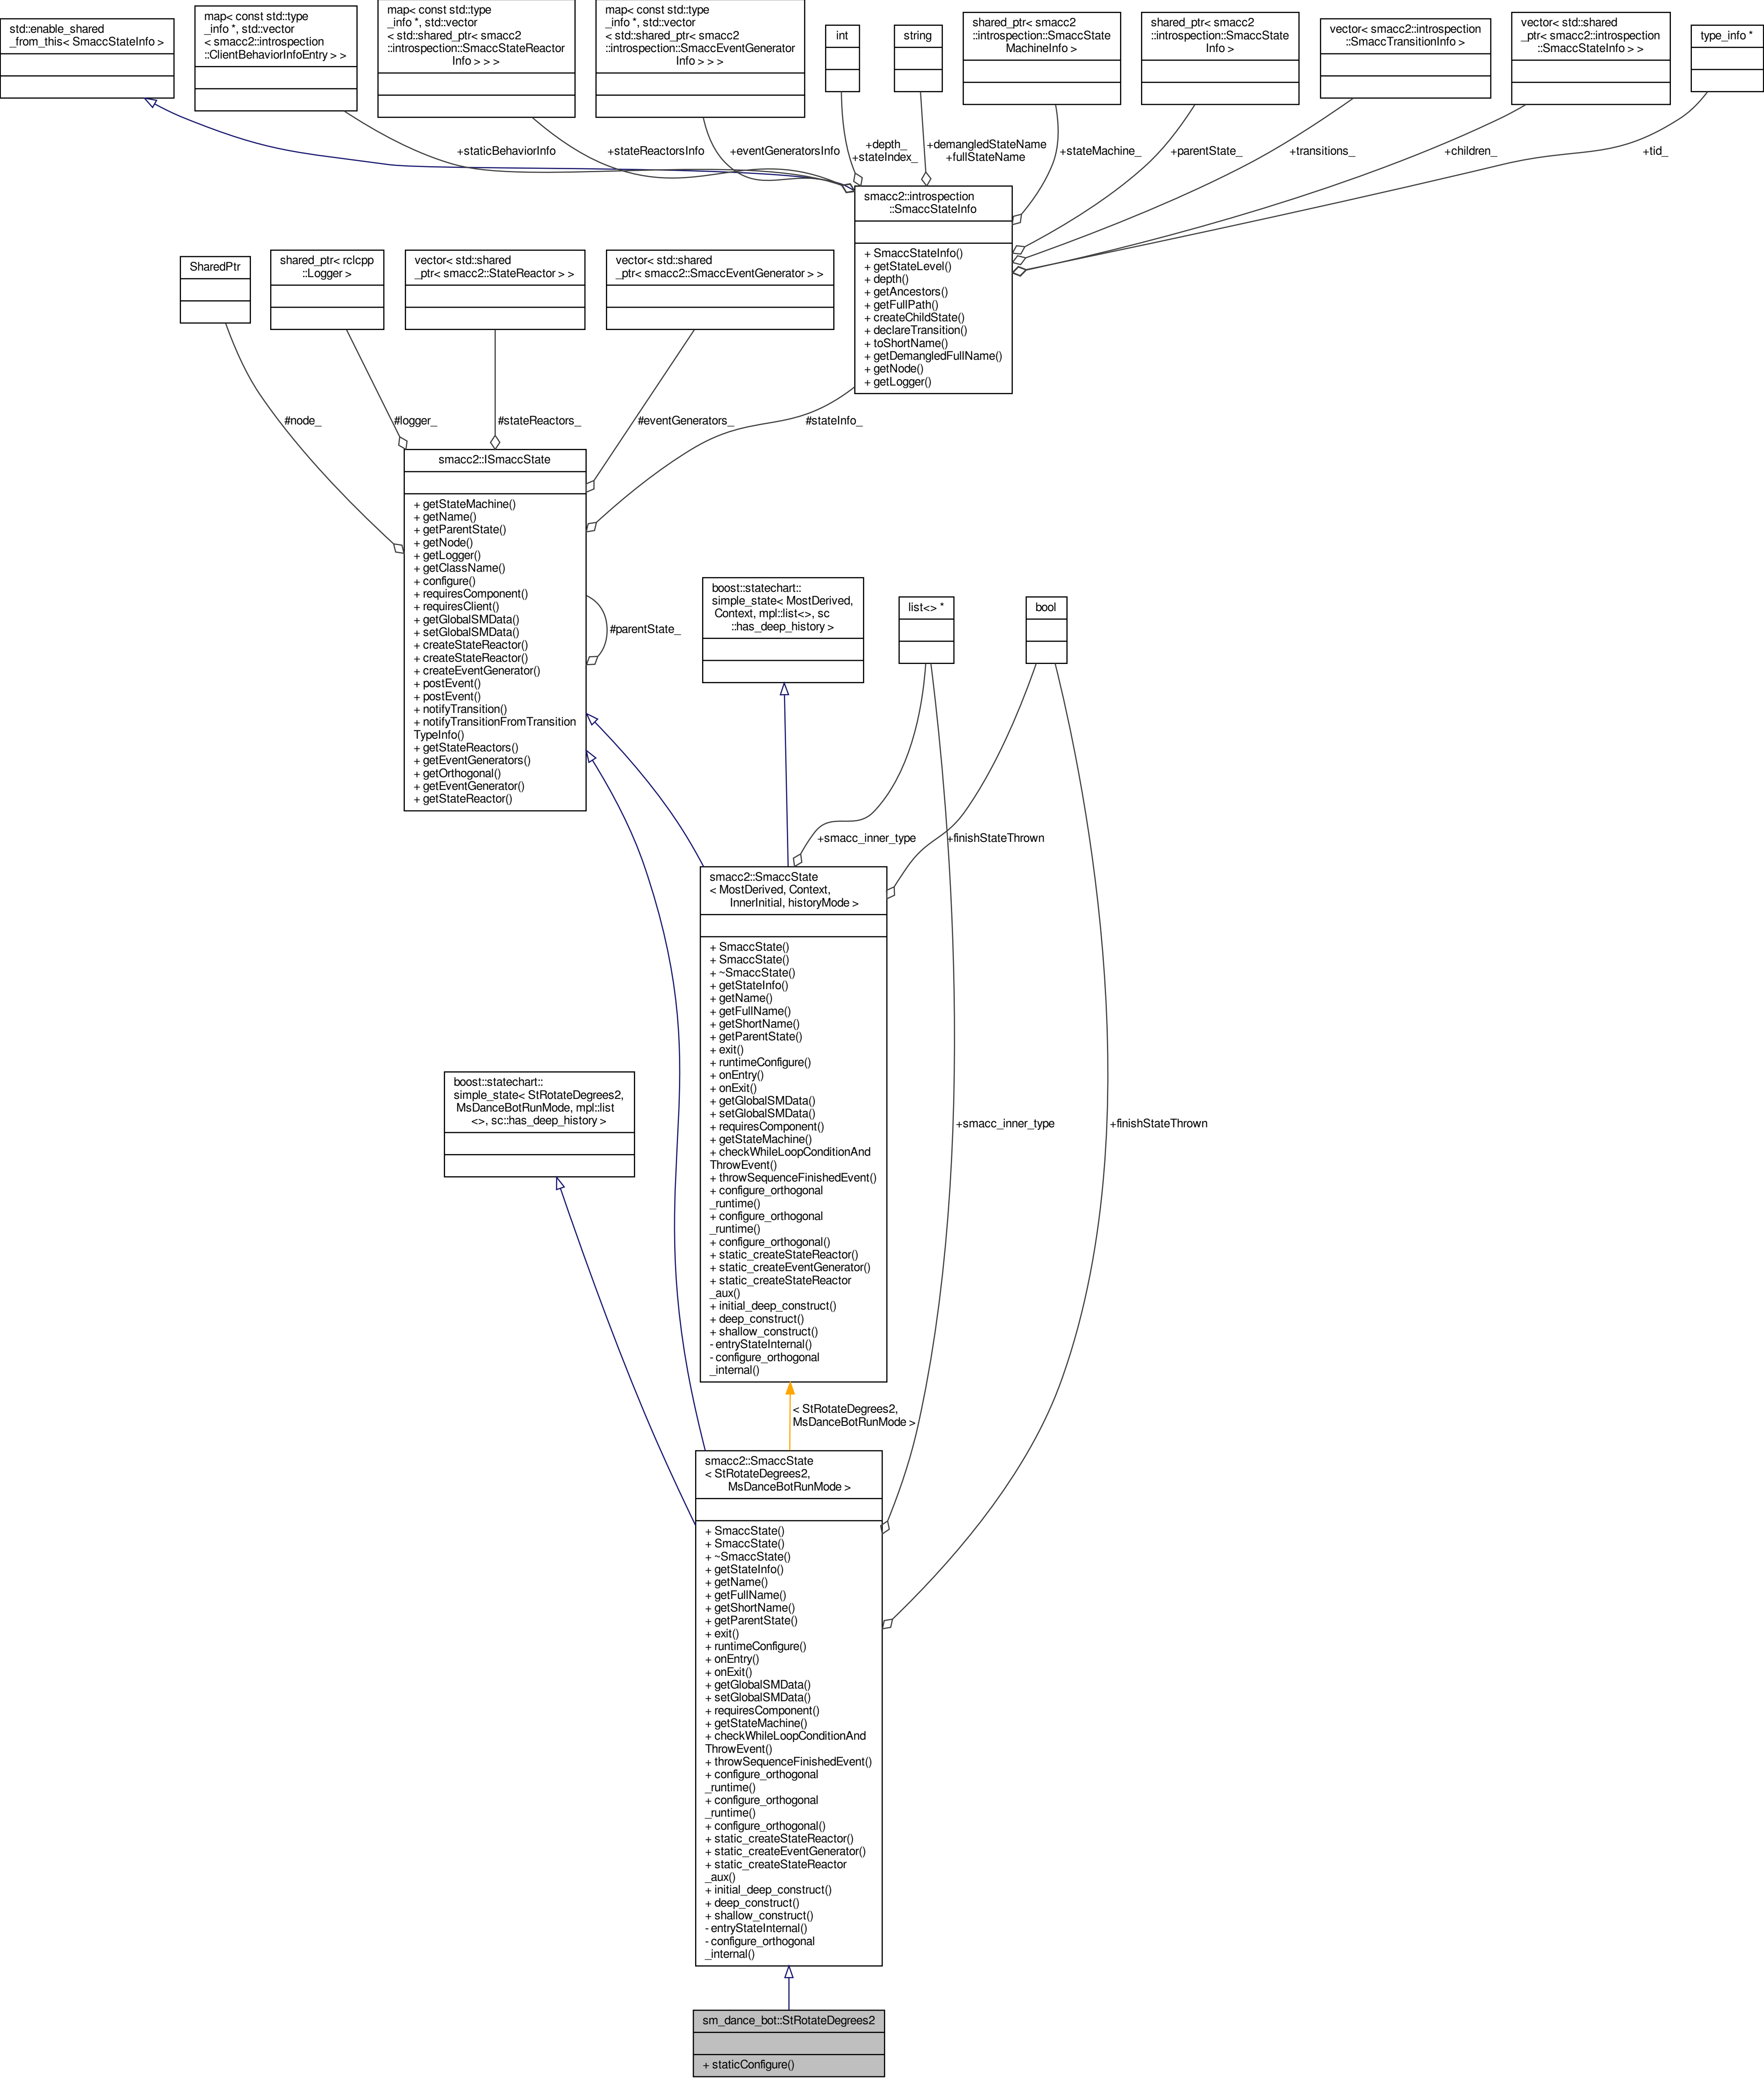 std::enable_shared
_from_this< SmaccStateInfo >
map< const std::type
_info *, std::vector
< smacc2::introspection
::ClientBehaviorInfoEntry > >
map< const std::type
_info *, std::vector
< std::shared_ptr< smacc2
::introspection::SmaccStateReactor
Info > > >
map< const std::type
_info *, std::vector
< std::shared_ptr< smacc2
::introspection::SmaccEventGenerator
Info > > >
int
string
shared_ptr< smacc2
::introspection::SmaccState
MachineInfo >
shared_ptr< smacc2
::introspection::SmaccState
Info >
vector< smacc2::introspection
::SmaccTransitionInfo >
vector< std::shared
_ptr< smacc2::introspection
::SmaccStateInfo > >
type_info *
+staticBehaviorInfo
+stateReactorsInfo
+eventGeneratorsInfo
+depth_
+stateIndex_
+demangledStateName
+fullStateName
+stateMachine_
+parentState_
+transitions_
+children_
+tid_
smacc2::introspection
::SmaccStateInfo
+ SmaccStateInfo()
+ getStateLevel()
+ depth()
+ getAncestors()
+ getFullPath()
+ createChildState()
+ declareTransition()
+ toShortName()
+ getDemangledFullName()
+ getNode()
+ getLogger()
SharedPtr
shared_ptr< rclcpp
::Logger >
vector< std::shared
_ptr< smacc2::StateReactor > >
vector< std::shared
_ptr< smacc2::SmaccEventGenerator > >
#node_
#logger_
#stateReactors_
#eventGenerators_
#stateInfo_
smacc2::ISmaccState
+ getStateMachine()
+ getName()
+ getParentState()
+ getNode()
+ getLogger()
+ getClassName()
+ configure()
+ requiresComponent()
+ requiresClient()
+ getGlobalSMData()
+ setGlobalSMData()
+ createStateReactor()
+ createStateReactor()
+ createEventGenerator()
+ postEvent()
+ postEvent()
+ notifyTransition()
+ notifyTransitionFromTransition
TypeInfo()
+ getStateReactors()
+ getEventGenerators()
+ getOrthogonal()
+ getEventGenerator()
+ getStateReactor()
#parentState_
boost::statechart::
simple_state< MostDerived,
Context, mpl::list<>, sc
::has_deep_history >
list<> *
bool
+smacc_inner_type
+finishStateThrown
smacc2::SmaccState
< MostDerived, Context,
InnerInitial, historyMode >
+ SmaccState()
+ SmaccState()
+ ~SmaccState()
+ getStateInfo()
+ getName()
+ getFullName()
+ getShortName()
+ getParentState()
+ exit()
+ runtimeConfigure()
+ onEntry()
+ onExit()
+ getGlobalSMData()
+ setGlobalSMData()
+ requiresComponent()
+ getStateMachine()
+ checkWhileLoopConditionAnd
ThrowEvent()
+ throwSequenceFinishedEvent()
+ configure_orthogonal
_runtime()
+ configure_orthogonal
_runtime()
+ configure_orthogonal()
+ static_createStateReactor()
+ static_createEventGenerator()
+ static_createStateReactor
_aux()
+ initial_deep_construct()
+ deep_construct()
+ shallow_construct()
- entryStateInternal()
- configure_orthogonal
_internal()
boost::statechart::
simple_state< StRotateDegrees2,
MsDanceBotRunMode, mpl::list
<>, sc::has_deep_history >
+smacc_inner_type
+finishStateThrown
< StRotateDegrees2,
MsDanceBotRunMode >
smacc2::SmaccState
< StRotateDegrees2,
MsDanceBotRunMode >
+ SmaccState()
+ SmaccState()
+ ~SmaccState()
+ getStateInfo()
+ getName()
+ getFullName()
+ getShortName()
+ getParentState()
+ exit()
+ runtimeConfigure()
+ onEntry()
+ onExit()
+ getGlobalSMData()
+ setGlobalSMData()
+ requiresComponent()
+ getStateMachine()
+ checkWhileLoopConditionAnd
ThrowEvent()
+ throwSequenceFinishedEvent()
+ configure_orthogonal
_runtime()
+ configure_orthogonal
_runtime()
+ configure_orthogonal()
+ static_createStateReactor()
+ static_createEventGenerator()
+ static_createStateReactor
_aux()
+ initial_deep_construct()
+ deep_construct()
+ shallow_construct()
- entryStateInternal()
- configure_orthogonal
_internal()
sm_dance_bot::StRotateDegrees2
+ staticConfigure()